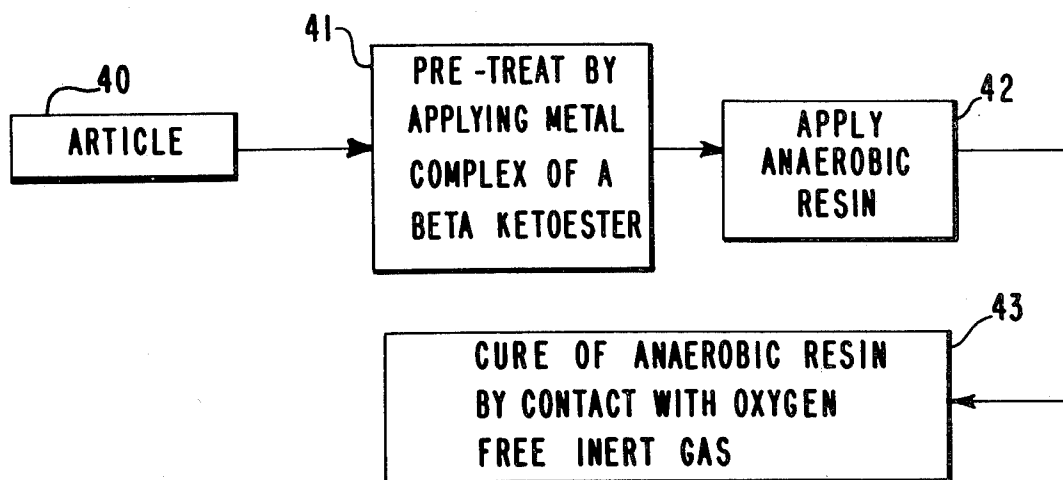 40
ARTICLE
41
PRE-TREAT BY
APPLYING METAL
COMPLEX OF A
BETA KETOESTER
42
APPLY
ANAEROBIC
RESIN
43
CURE OF ANAEROBIC RESIN
BY CONTACT WITH OXYGEN
FREE INERT GAS